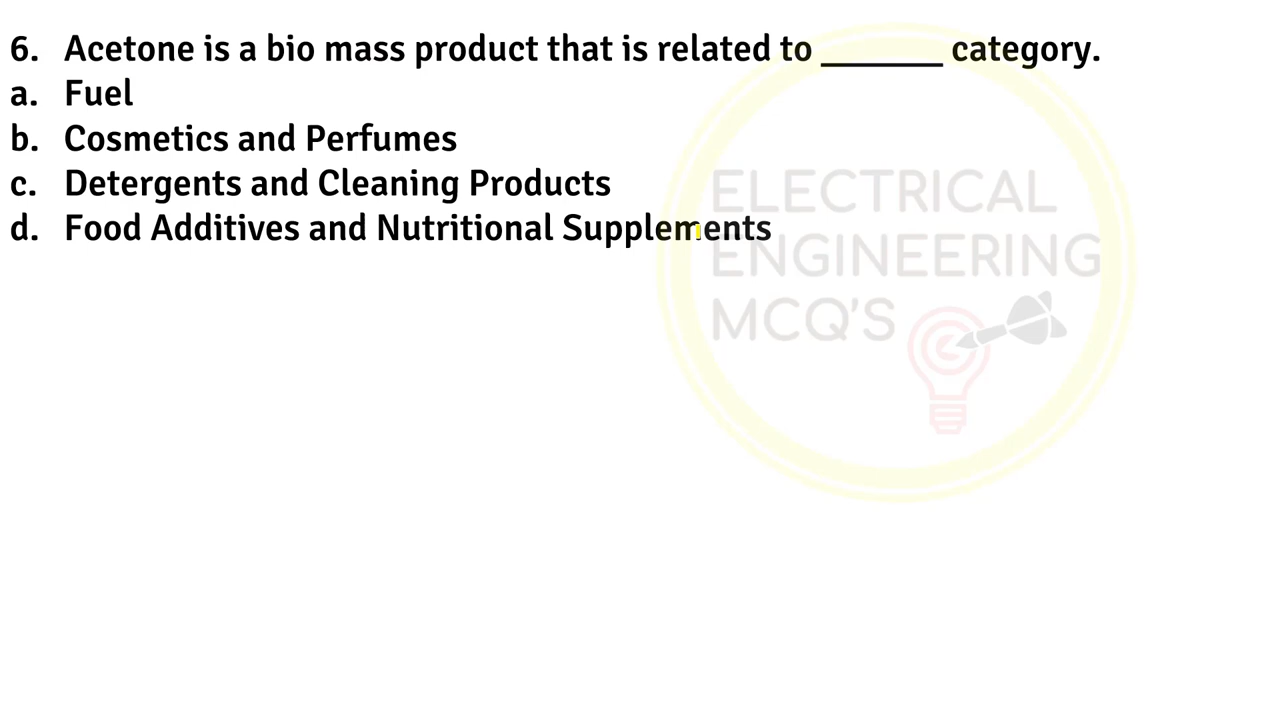 6. Acetone is a bio mass product that is related to _______ category.
a. Fuel
b. Cosmetics and Perfumes
c. Detergents and Cleaning Products
d. Food Additives and Nutritional Supplements
ELECTRICAL
ENGINEERING
MCQ'S